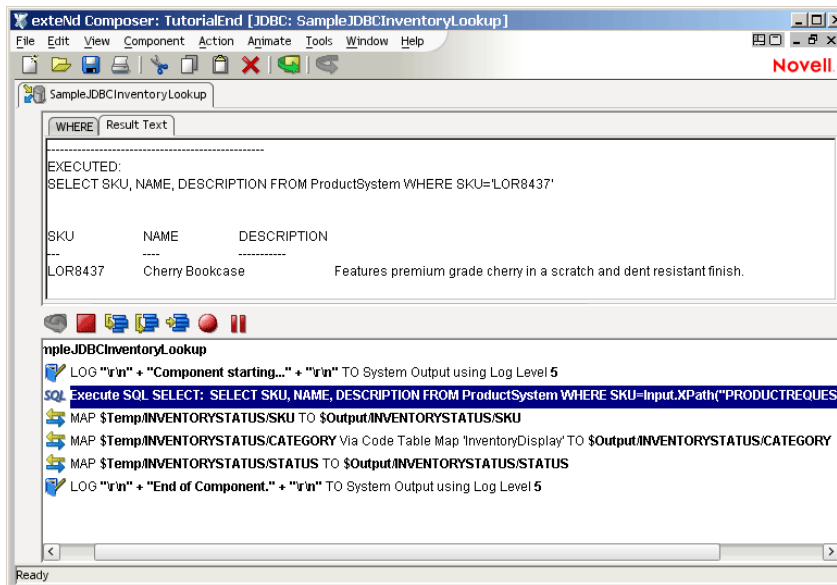 exteNd Composer: TutorialEnd [JDBC: SampleJDBCInventoryLookup]
File Edit View Component Action Animate Tools Window Help
Novell
SampleJDBCInventoryLookup
WHERE Result Text
-------------------------------------------------
EXECUTED:
SELECT SKU, NAME, DESCRIPTION FROM ProductSystem WHERE SKU='LOR8437'
SKU NAME DESCRIPTION
--- ---- -----------
LOR8437 Cherry Bookcase Features premium grade cherry in a scratch and dent resistant finish.
mpleJDBCInventoryLookup
LOG "\r\n" + "Component starting..." + "\r\n" TO System Output using Log Level 5
SQL Execute SQL SELECT: SELECT SKU, NAME, DESCRIPTION FROM ProductSystem WHERE SKU=Input.XPath("PRODUCTREQUES
MAP $Temp/INVENTORYSTATUS/SKU TO $Output/INVENTORYSTATUS/SKU
MAP $Temp/INVENTORYSTATUS/CATEGORY Via Code Table Map 'InventoryDisplay' TO $Output/INVENTORYSTATUS/CATEGORY
MAP $Temp/INVENTORYSTATUS/STATUS TO $Output/INVENTORYSTATUS/STATUS
LOG "\r\n" + "End of Component." + "\r\n" TO System Output using Log Level 5
Ready